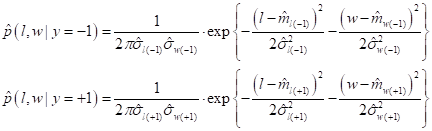 p̂(l, w | y = −1) = 1 / (2πσ̂_{l(−1)} σ̂_{w(−1)}) · exp{ −(l − m̂_{l(−1)})² / (2σ̂²_{l(−1)}) − (w − m̂_{w(−1)})² / (2σ̂²_{w(−1)}) }
p̂(l, w | y = +1) = 1 / (2πσ̂_{l(+1)} σ̂_{w(+1)}) · exp{ −(l − m̂_{l(+1)})² / (2σ̂²_{l(+1)}) − (w − m̂_{w(+1)})² / (2σ̂²_{w(+1)}) }